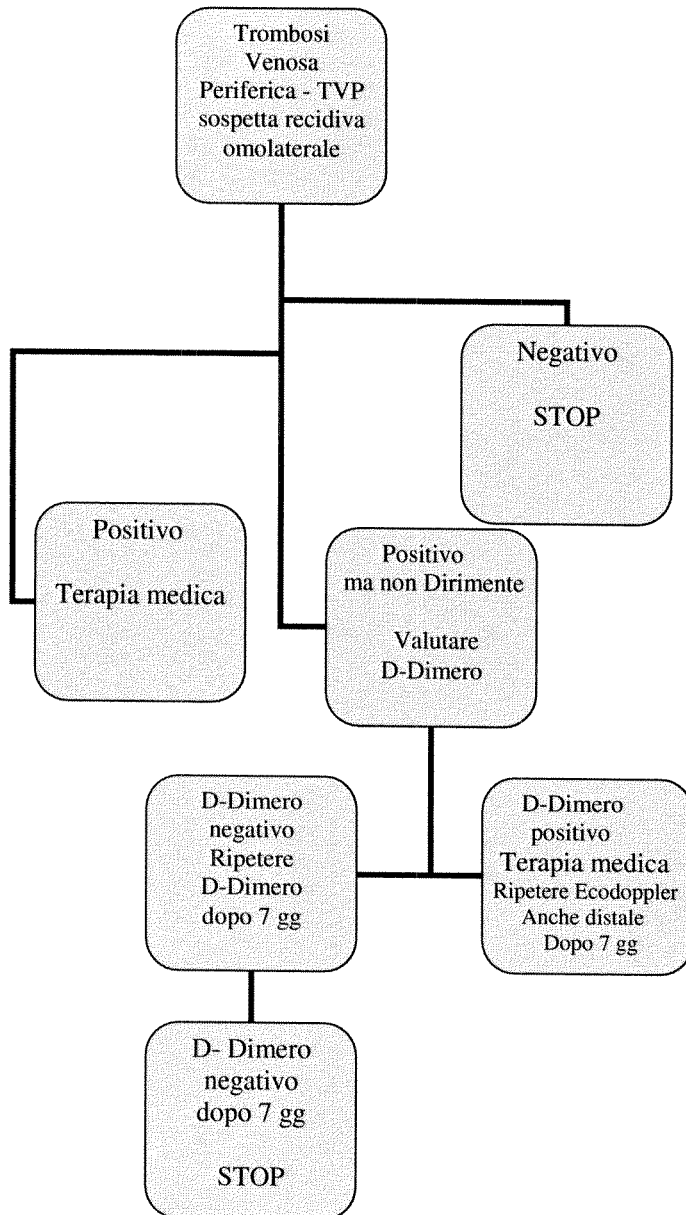 Trombosi
Venosa
Periferica - TVP
sospetta recidiva
omolaterale
Negativo
STOP
Positivo
Terapia medica
Positivo
ma non Dirimente
Valutare
D-Dimero
D-Dimero
negativo
Ripetere
D-Dimero
dopo 7 gg
D-Dimero
positivo
Terapia medica
Ripetere Ecodoppler
Anche distale
Dopo 7 gg
D- Dimero
negativo
dopo 7 gg
STOP